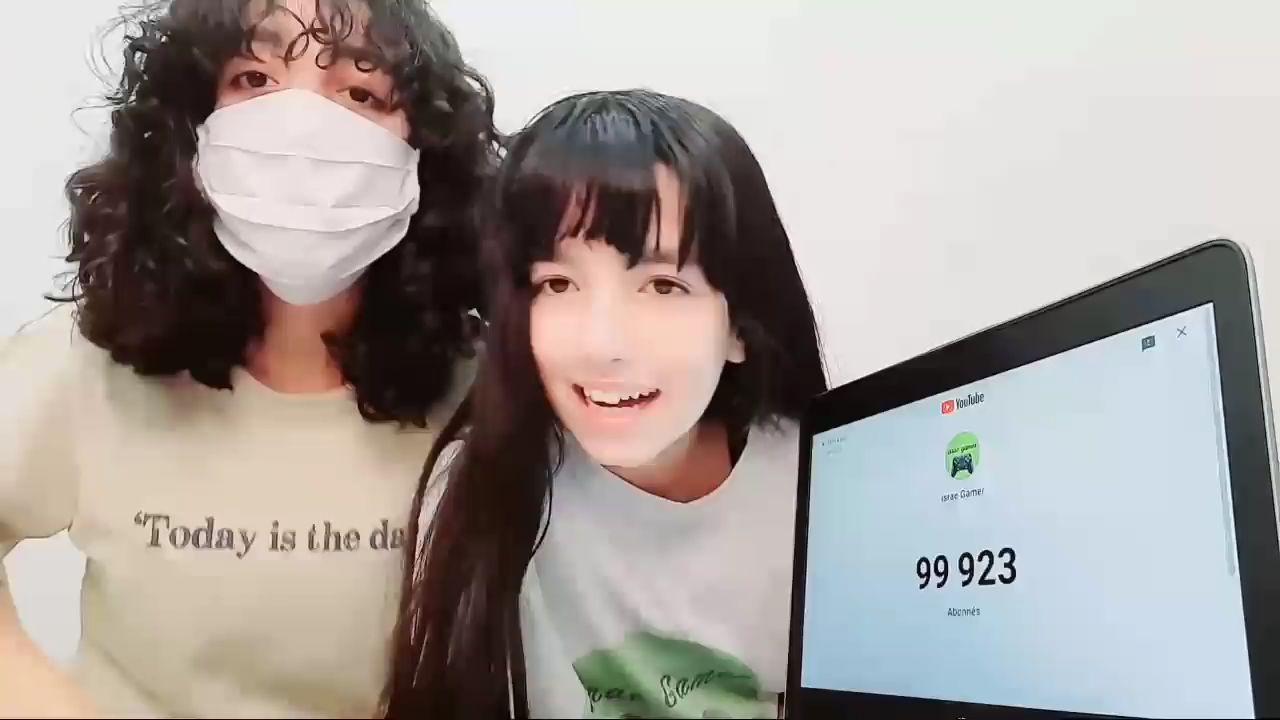 'Today is the da
YouTube
israe Gamer
99 923
Abonnés